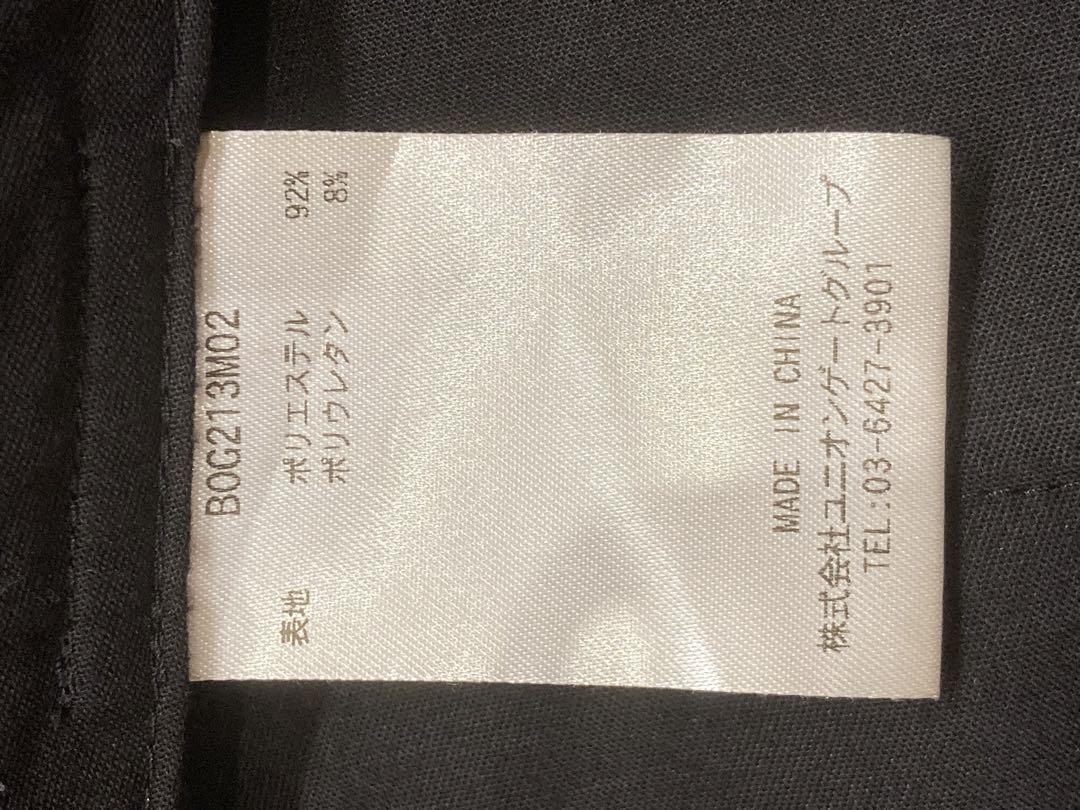 BOG213M02
表地 ポリエステル 92%
ポリウレタン 8%
MADE IN CHINA
株式会社ユニオンゲートグループ
TEL:03-6427-3901